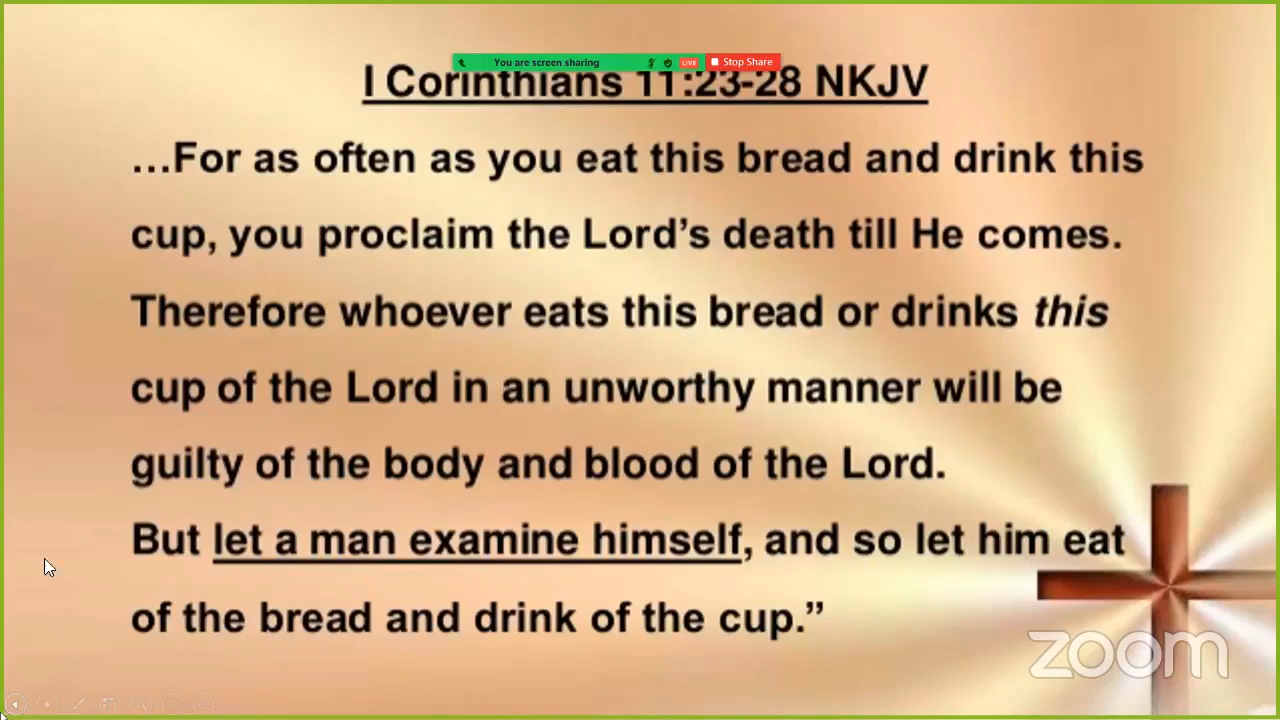 You are screen sharing LIVE Stop Share
I Corinthians 11:23-28 NKJV
…For as often as you eat this bread and drink this
cup, you proclaim the Lord’s death till He comes.
Therefore whoever eats this bread or drinks this
cup of the Lord in an unworthy manner will be
guilty of the body and blood of the Lord.
But let a man examine himself, and so let him eat
of the bread and drink of the cup.”
zoom